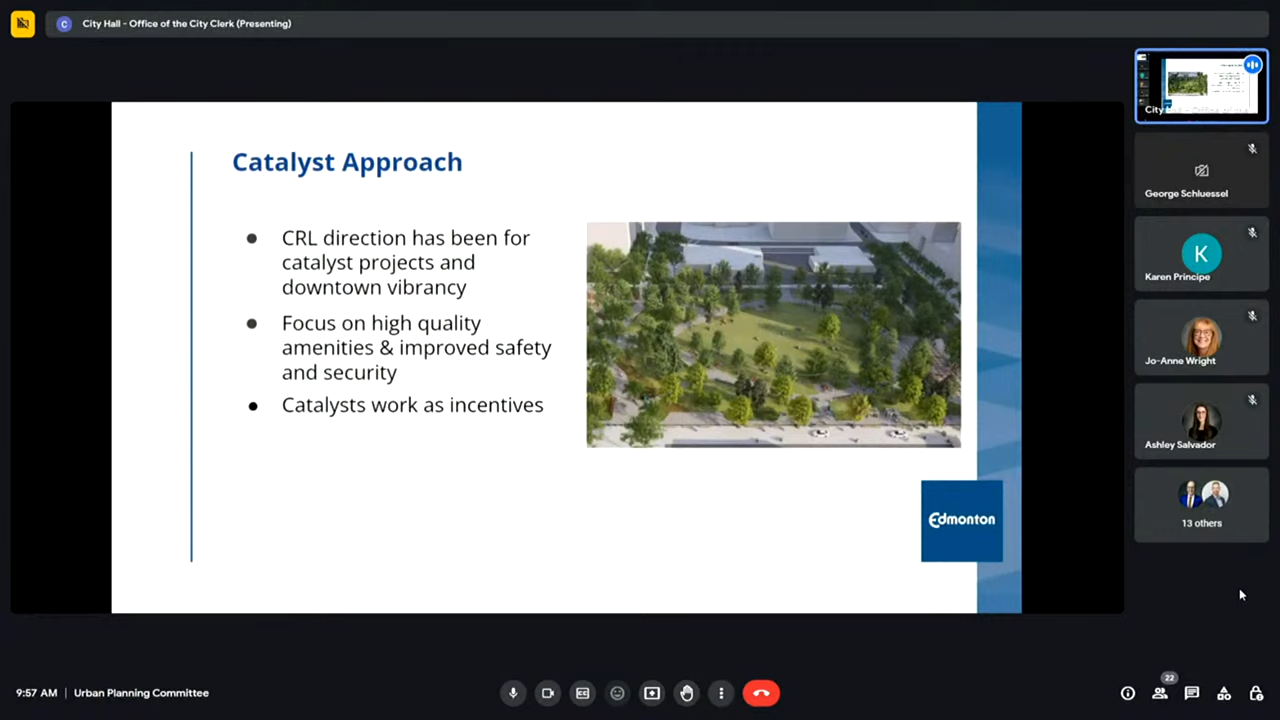 C
City Hall - Office of the City Clerk (Presenting)
Catalyst Approach
CRL direction has been for
catalyst projects and
downtown vibrancy
Focus on high quality
amenities & improved safety
and security
Catalysts work as incentives
Edmonton
George Schluessel
K
Karen Principe
Jo-Anne Wright
Ashley Salvador
13 others
9:57 AM | Urban Planning Committee
CC
22